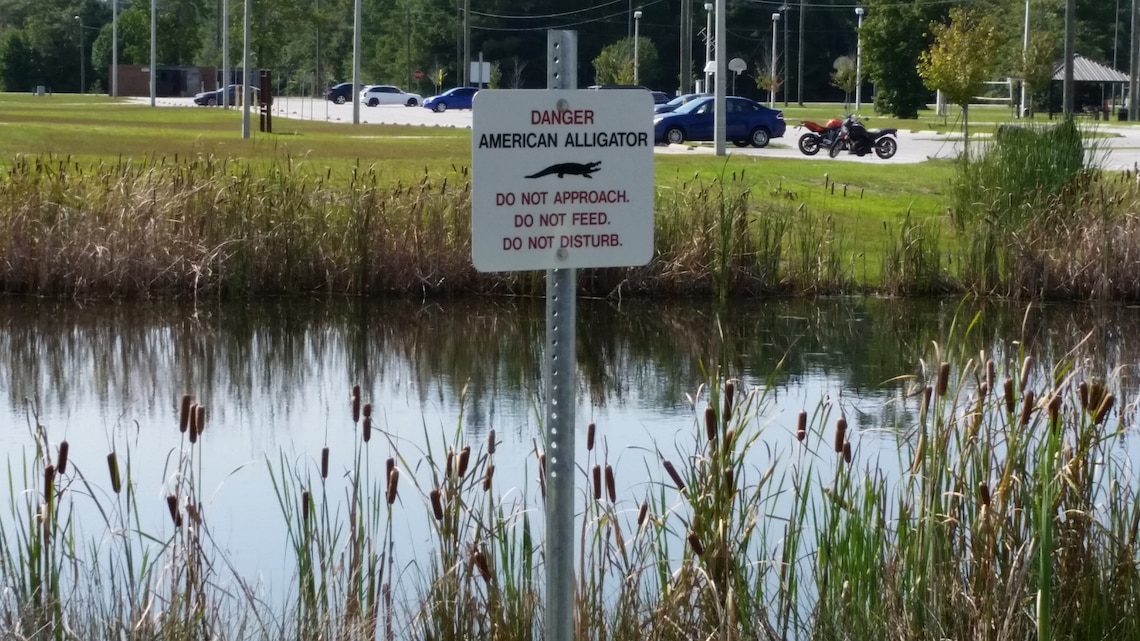 DANGER
AMERICAN ALLIGATOR
DO NOT APPROACH.
DO NOT FEED.
DO NOT DISTURB.